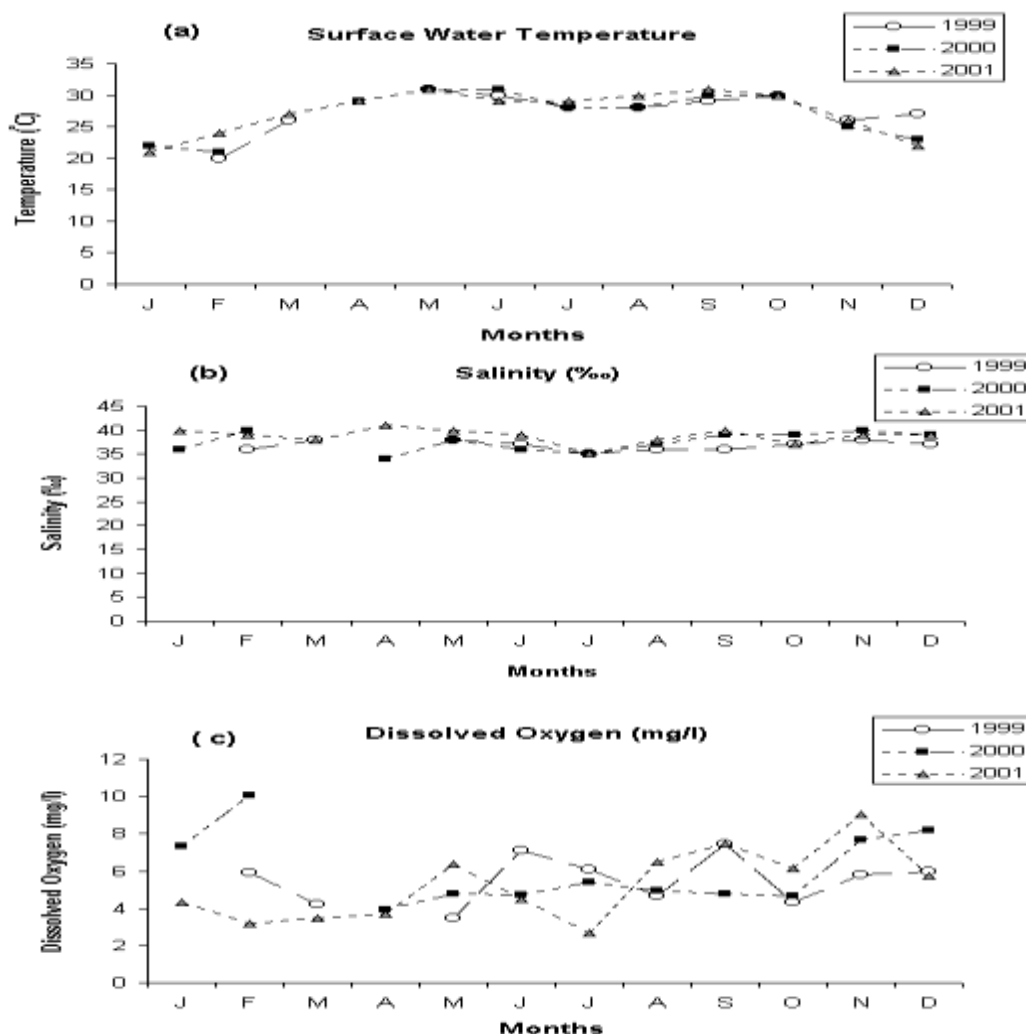 (a)
Surface Water Temperature
1999
2000
2001
Temperature (°C)
35
30
25
20
15
10
5
0
J F M A M J J A S O N D
Months
(b)
Salinity (‰)
1999
2000
2001
Salinity (‰)
45
40
35
30
25
20
15
10
5
0
J F M A M J J A S O N D
Months
( c)
Dissolved Oxygen (mg/l)
1999
2000
2001
Dissolved Oxygen (mg/l)
12
10
8
6
4
2
0
J F M A M J J A S O N D
Months